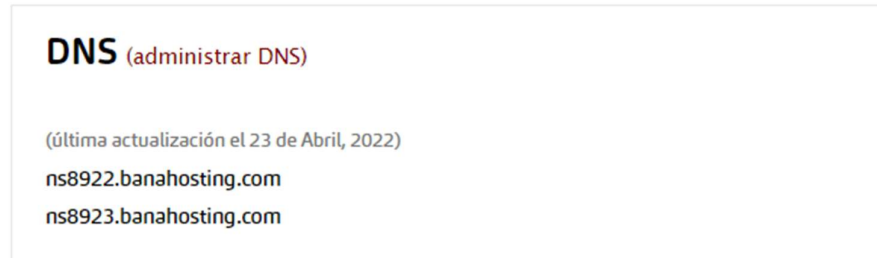 DNS (administrar DNS)
(última actualización el 23 de Abril, 2022)
ns8922.banahosting.com
ns8923.banahosting.com